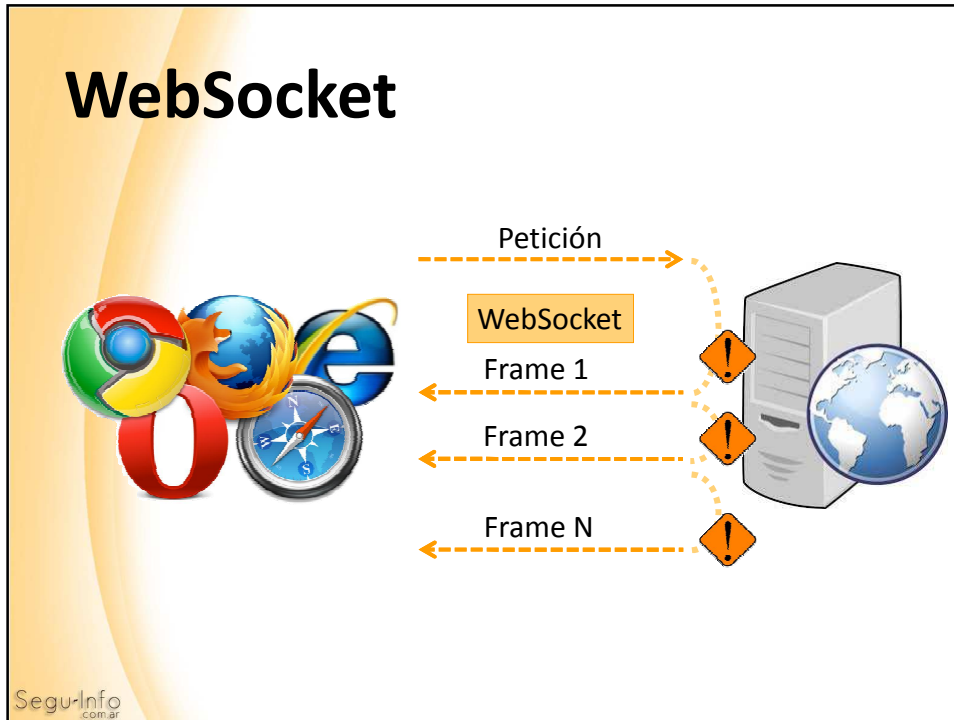 WebSocket
Petición
WebSocket
Frame 1
Frame 2
Frame N
Segu-Info
.com.ar